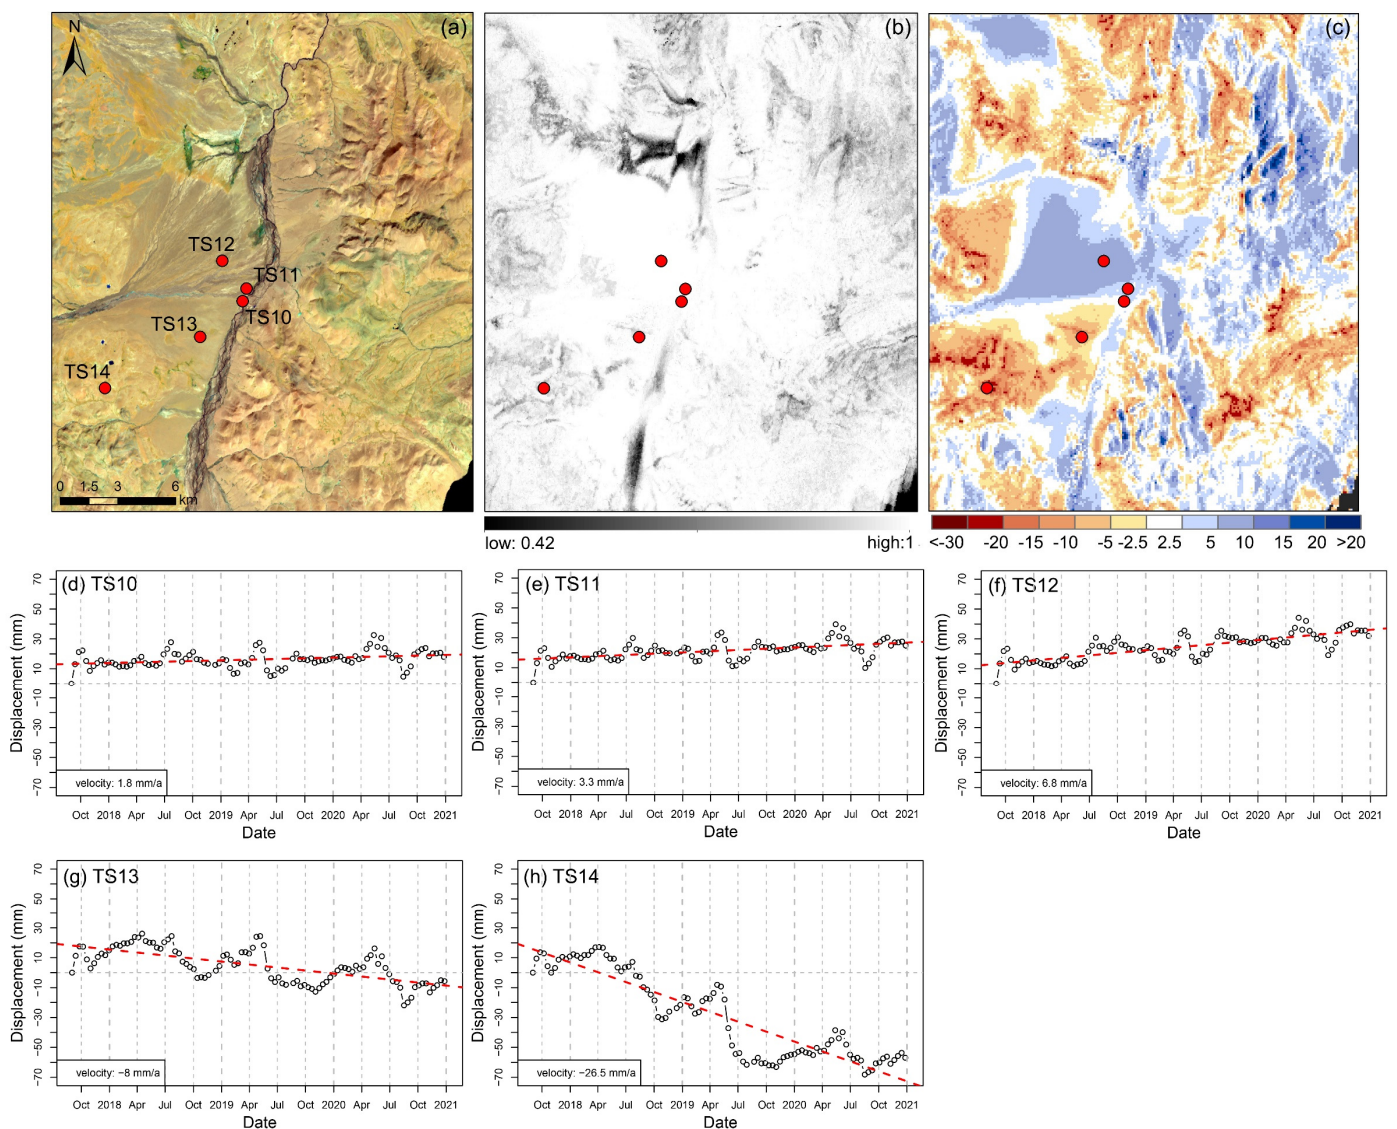 N
(a)
TS12
TS11
TS10
TS13
TS14
0 1.5 3 6
km
(b)
low: 0.42 high:1
(c)
<-30 -20 -15 -10 -5 -2.5 2.5 5 10 15 20 >20
(d) TS10
Displacement (mm)
70
50
30
10
−10
−30
−50
−70
velocity: 1.8 mm/a
Oct 2018 Apr Jul Oct 2019 Apr Jul Oct 2020 Apr Jul Oct 2021
Date
(e) TS11
Displacement (mm)
70
50
30
10
−10
−30
−50
−70
velocity: 3.3 mm/a
Oct 2018 Apr Jul Oct 2019 Apr Jul Oct 2020 Apr Jul Oct 2021
Date
(f) TS12
Displacement (mm)
70
50
30
10
−10
−30
−50
−70
velocity: 6.8 mm/a
Oct 2018 Apr Jul Oct 2019 Apr Jul Oct 2020 Apr Jul Oct 2021
Date
(g) TS13
Displacement (mm)
70
50
30
10
−10
−30
−50
−70
velocity: −8 mm/a
Oct 2018 Apr Jul Oct 2019 Apr Jul Oct 2020 Apr Jul Oct 2021
Date
(h) TS14
Displacement (mm)
70
50
30
10
−10
−30
−50
−70
velocity: −26.5 mm/a
Oct 2018 Apr Jul Oct 2019 Apr Jul Oct 2020 Apr Jul Oct 2021
Date